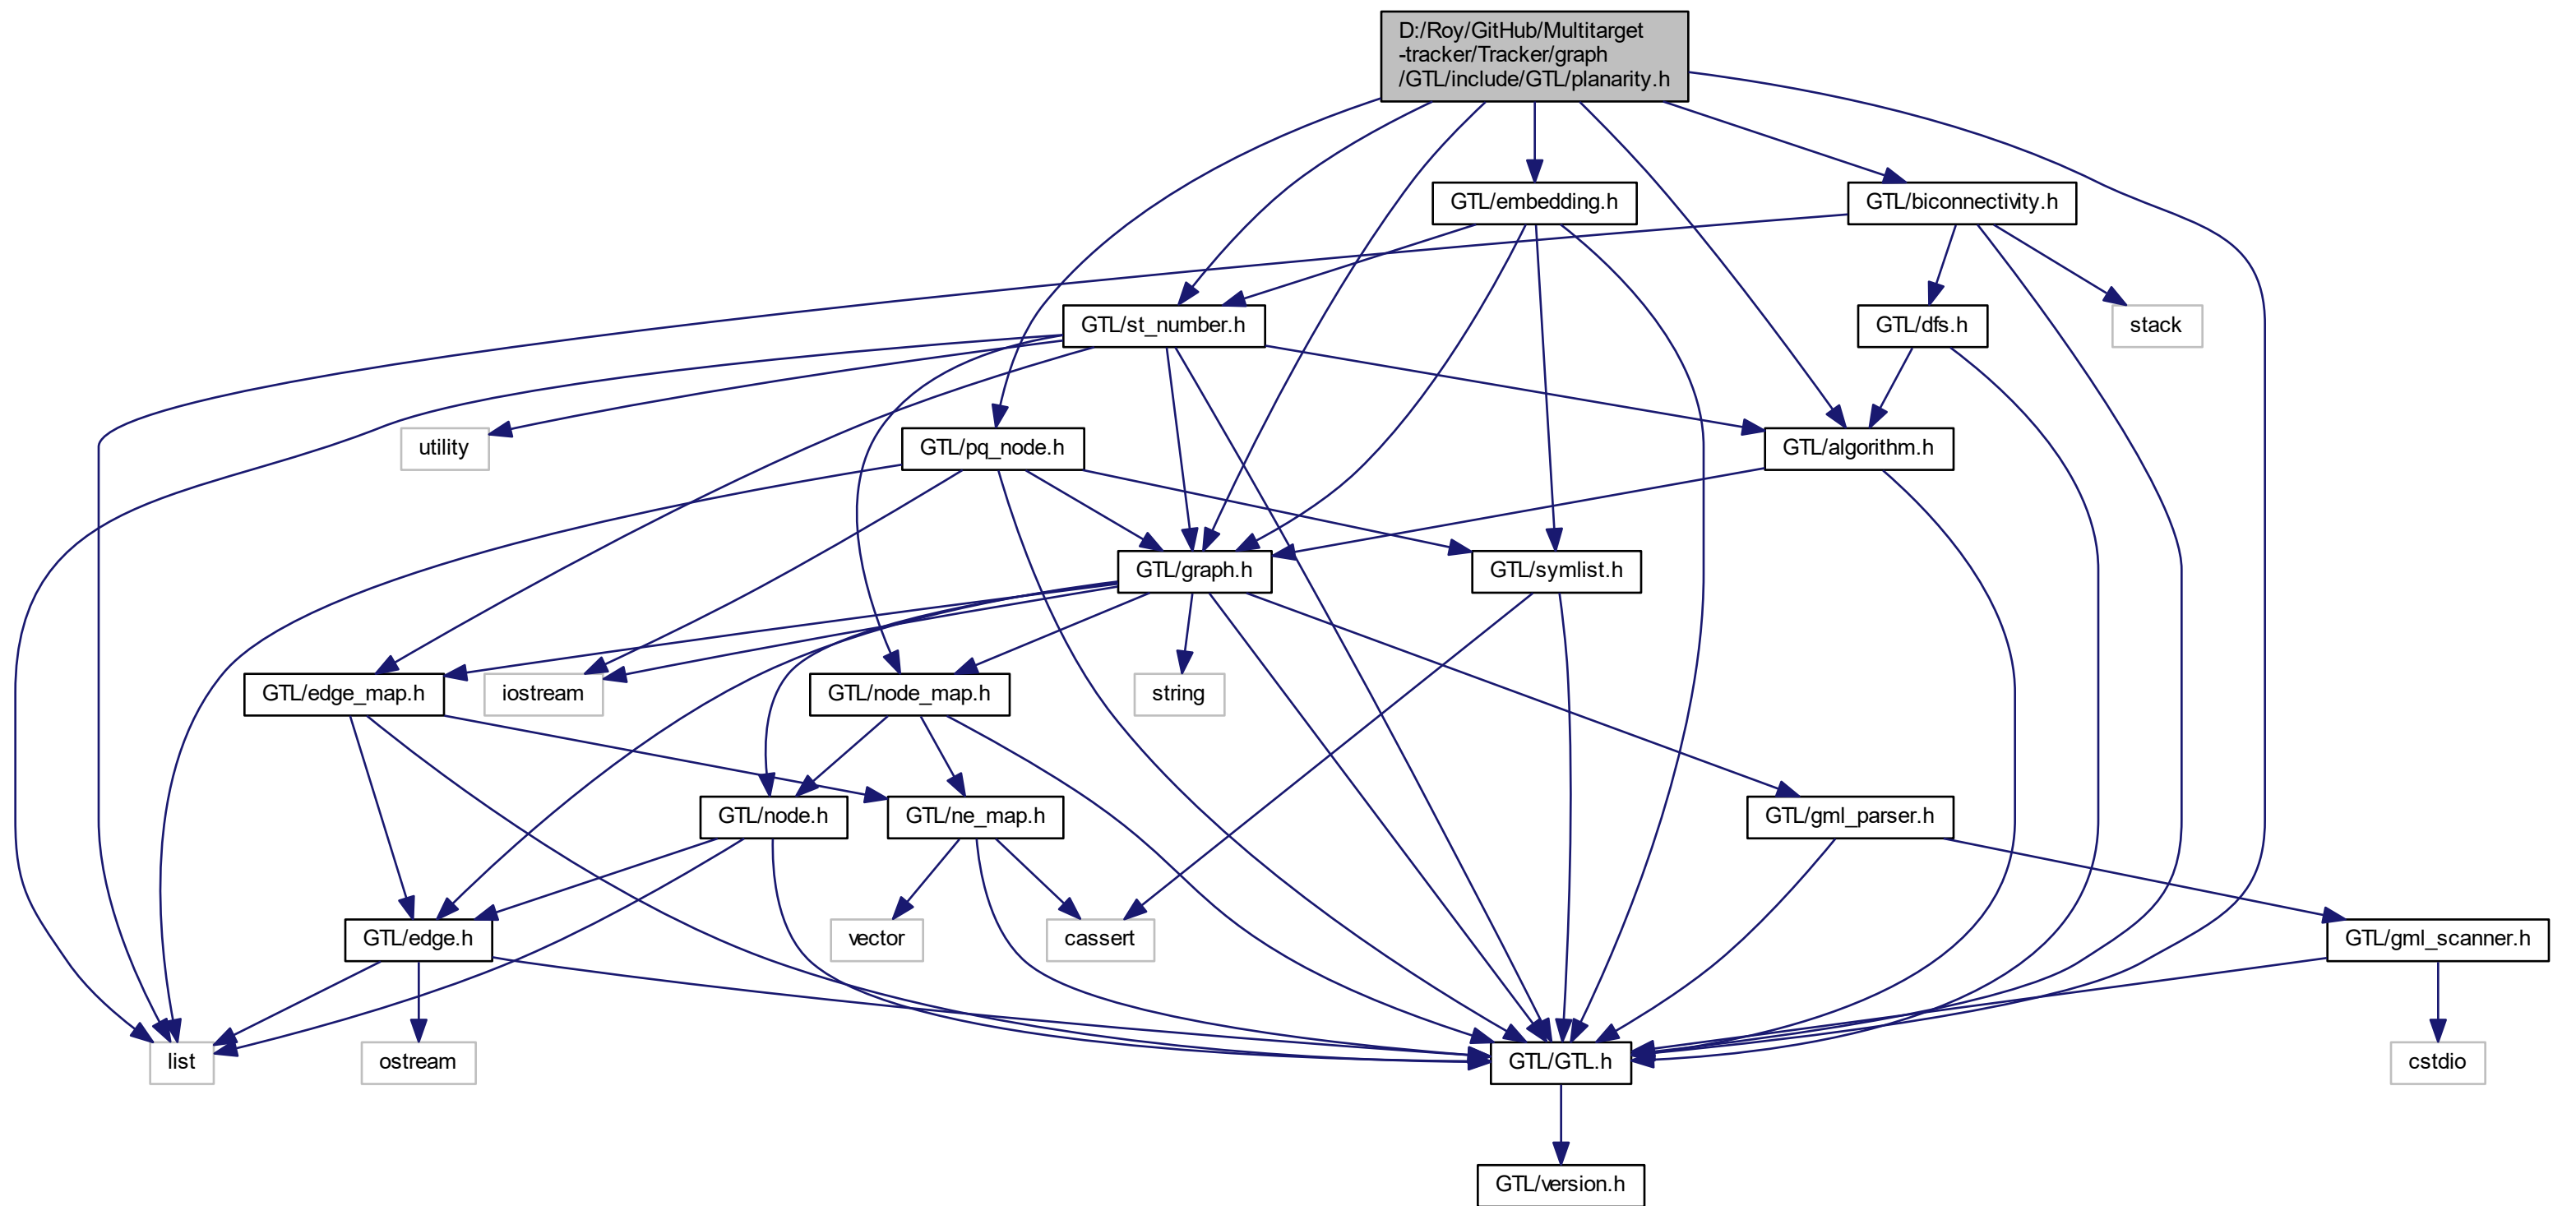 D:/Roy/GitHub/Multitarget
-tracker/Tracker/graph
/GTL/include/GTL/planarity.h
GTL/embedding.h
GTL/biconnectivity.h
GTL/st_number.h
GTL/dfs.h
stack
utility
GTL/pq_node.h
GTL/algorithm.h
GTL/graph.h
GTL/symlist.h
GTL/edge_map.h
iostream
GTL/node_map.h
string
GTL/node.h
GTL/ne_map.h
GTL/gml_parser.h
GTL/edge.h
vector
cassert
GTL/gml_scanner.h
list
ostream
GTL/GTL.h
cstdio
GTL/version.h